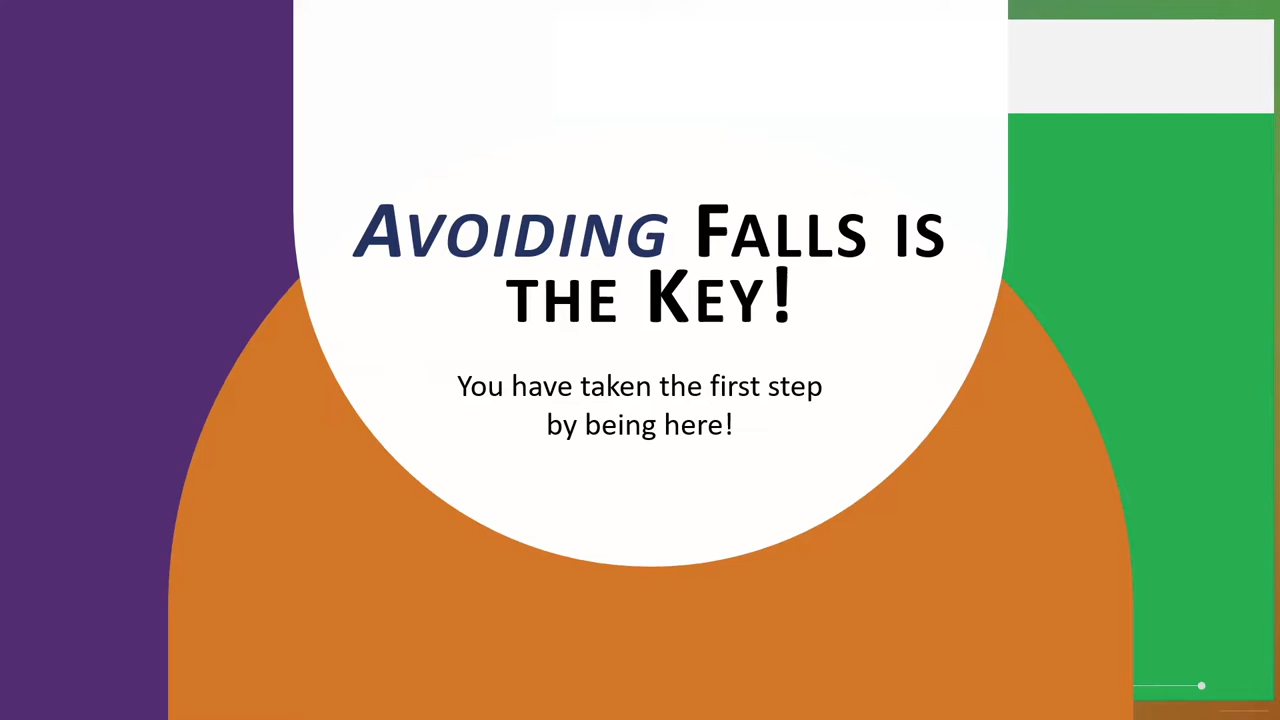 Avoiding Falls is
the Key!
You have taken the first step
by being here!